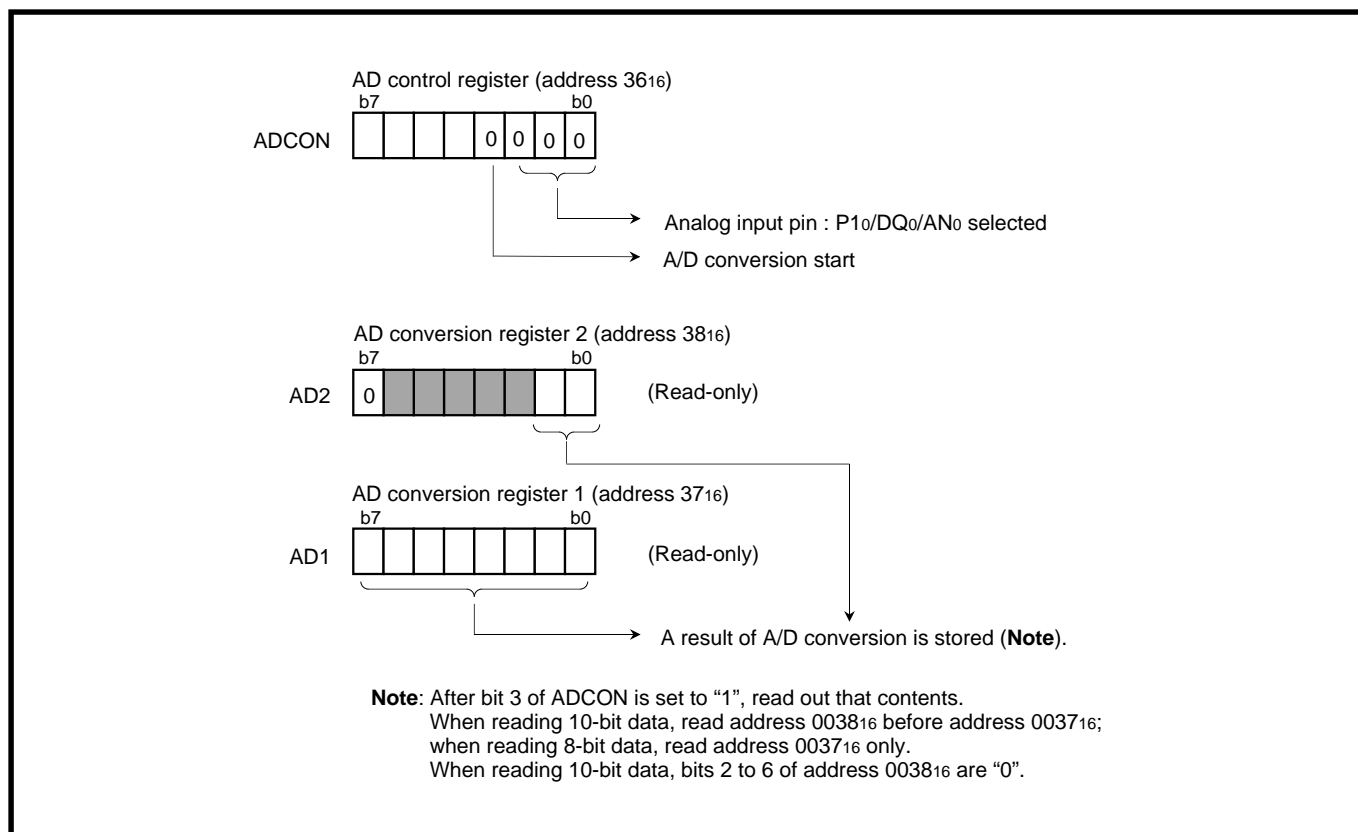 AD control register (address 36₁₆)
b7 b0
ADCON 0 0 0 0
Analog input pin : P1₀/DQ₀/AN₀ selected
A/D conversion start
AD conversion register 2 (address 38₁₆)
b7 b0
AD2 0 (Read-only)
AD conversion register 1 (address 37₁₆)
b7 b0
AD1 (Read-only)
A result of A/D conversion is stored (Note).
Note: After bit 3 of ADCON is set to “1”, read out that contents.
When reading 10-bit data, read address 0038₁₆ before address 0037₁₆;
when reading 8-bit data, read address 0037₁₆ only.
When reading 10-bit data, bits 2 to 6 of address 0038₁₆ are “0”.